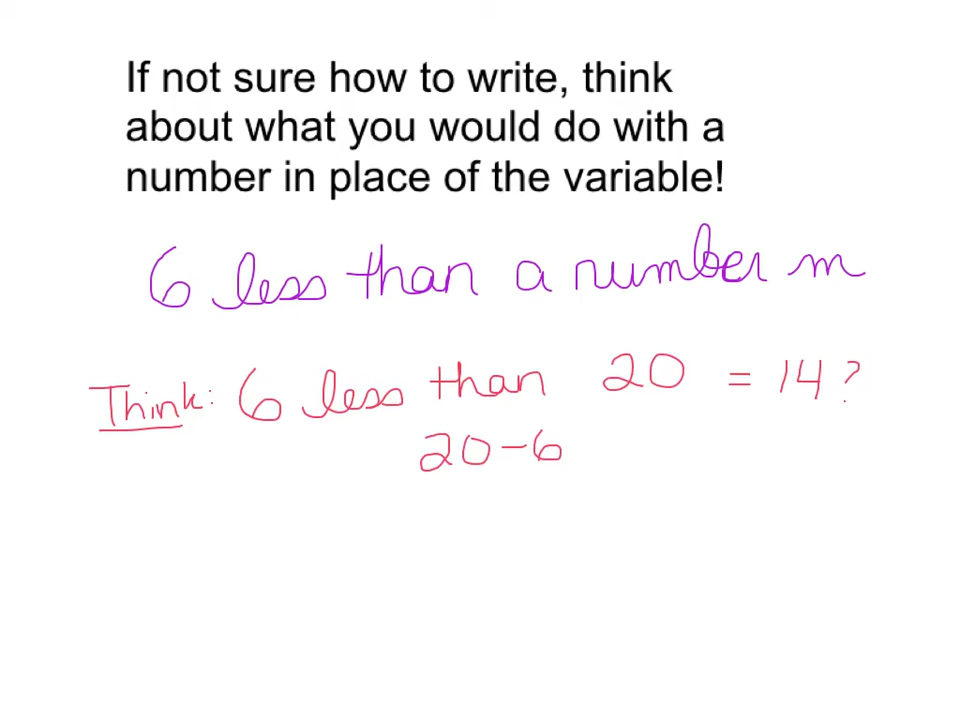 If not sure how to write, think
about what you would do with a
number in place of the variable!
6 less than a number m
Think: 6 less than 20 = 14?
20-6